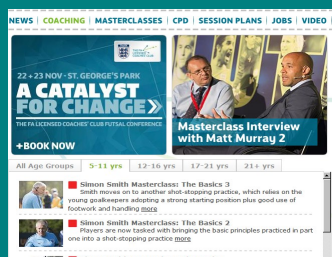 NEWS | COACHING | MASTERCLASSES | CPD | SESSION PLANS | JOBS | VIDEO
22 + 23 NOV - ST. GEORGE'S PARK
A CATALYST
FOR CHANGE
THE FA LICENSED COACHES' CLUB FUTSAL CONFERENCE
+BOOK NOW
Masterclass Interview
with Matt Murray 2
All Age Groups 5-11 yrs 12-16 yrs 17-21 yrs 21+ yrs
Simon Smith Masterclass: The Basics 3
Smith moves on to another shot-stopping practice, which relies on the
young goalkeepers adopting a strong starting position plus good use of
footwork and handling more
Simon Smith Masterclass: The Basics 2
Players are now tasked with bringing the basic principles practiced in part
one into a shot-stopping practice more